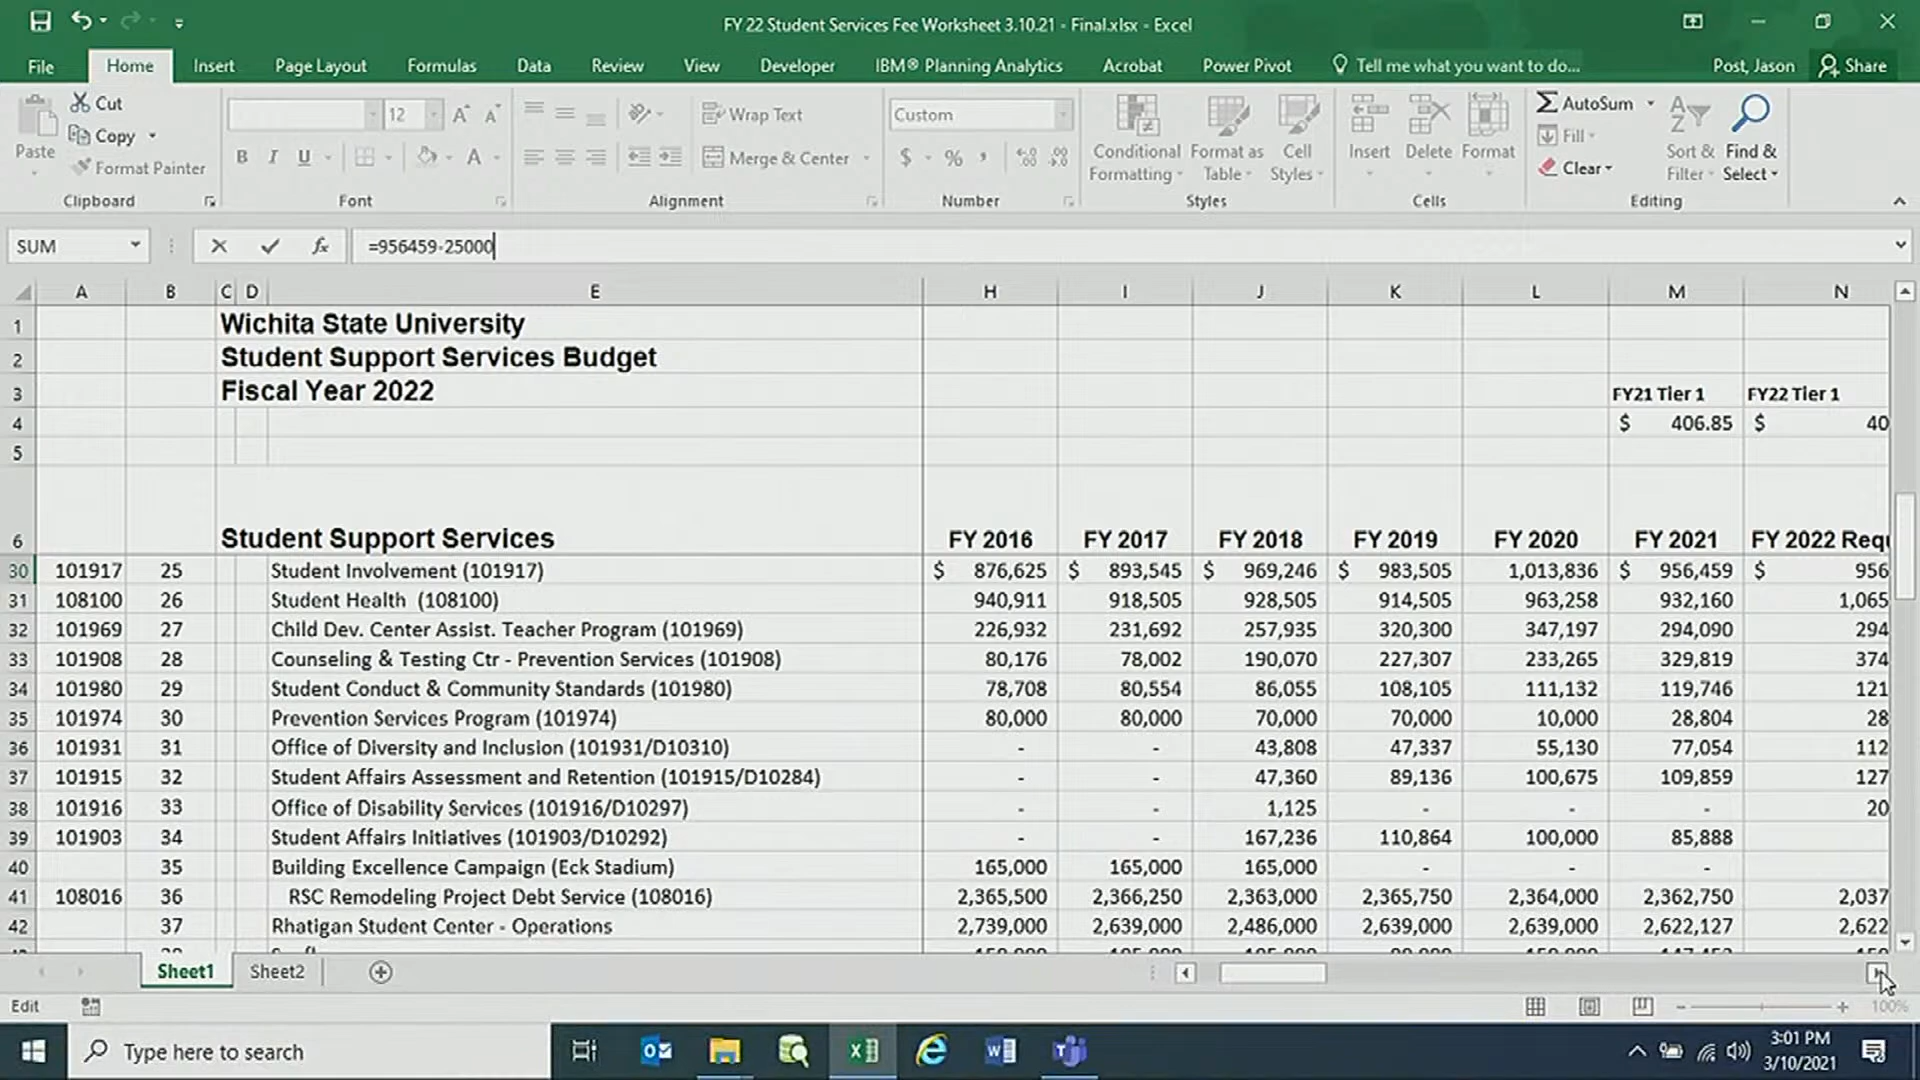 FY 22 Student Services Fee Worksheet 3.10.21 - Final.xlsx - Excel
File Home Insert Page Layout Formulas Data Review View Developer IBM® Planning Analytics Acrobat Power Pivot Tell me what you want to do... Post, Jason Share
Cut
Copy
Format Painter
Paste
Clipboard
12
B I U
Font
Wrap Text
Merge & Center
Alignment
Custom
$ % ,
Number
Conditional Formatting
Format as Table
Cell Styles
Styles
Insert Delete Format
Cells
AutoSum
Fill
Clear
Sort & Filter
Find & Select
Editing
SUM fx =956459-25000
A B C D E H I J K L M N
1 Wichita State University
2 Student Support Services Budget
3 Fiscal Year 2022 FY21 Tier 1 FY22 Tier 1
4 $ 406.85 $ 40
5
6 Student Support Services FY 2016 FY 2017 FY 2018 FY 2019 FY 2020 FY 2021 FY 2022 Requ
30 101917 25 Student Involvement (101917) $ 876,625 $ 893,545 $ 969,246 $ 983,505 1,013,836 $ 956,459 $ 956
31 108100 26 Student Health (108100) 940,911 918,505 928,505 914,505 963,258 932,160 1,065
32 101969 27 Child Dev. Center Assist. Teacher Program (101969) 226,932 231,692 257,935 320,300 347,197 294,090 294
33 101908 28 Counseling & Testing Ctr - Prevention Services (101908) 80,176 78,002 190,070 227,307 233,265 329,819 374
34 101980 29 Student Conduct & Community Standards (101980) 78,708 80,554 86,055 108,105 111,132 119,746 121
35 101974 30 Prevention Services Program (101974) 80,000 80,000 70,000 70,000 10,000 28,804 28
36 101931 31 Office of Diversity and Inclusion (101931/D10310) - - 43,808 47,337 55,130 77,054 112
37 101915 32 Student Affairs Assessment and Retention (101915/D10284) - - 47,360 89,136 100,675 109,859 127
38 101916 33 Office of Disability Services (101916/D10297) - - 1,125 - - - 20
39 101903 34 Student Affairs Initiatives (101903/D10292) - - 167,236 110,864 100,000 85,888
40 35 Building Excellence Campaign (Eck Stadium) 165,000 165,000 165,000 - - -
41 108016 36 RSC Remodeling Project Debt Service (108016) 2,365,500 2,366,250 2,363,000 2,365,750 2,364,000 2,362,750 2,037
42 37 Rhatigan Student Center - Operations 2,739,000 2,639,000 2,486,000 2,639,000 2,639,000 2,622,127 2,622
Sheet1 Sheet2
Edit 100%
Type here to search
3:01 PM
3/10/2021